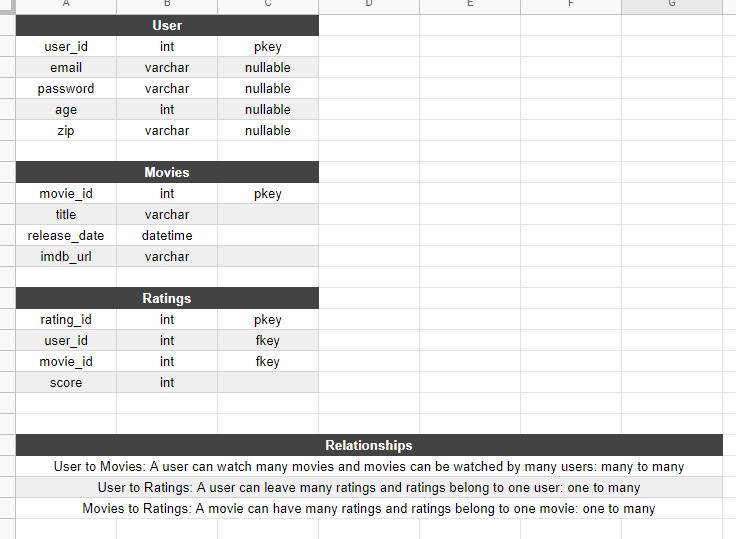 A B C D E F G
User
user_id int pkey
email varchar nullable
password varchar nullable
age int nullable
zip varchar nullable
Movies
movie_id int pkey
title varchar
release_date datetime
imdb_url varchar
Ratings
rating_id int pkey
user_id int fkey
movie_id int fkey
score int
Relationships
User to Movies: A user can watch many movies and movies can be watched by many users: many to many
User to Ratings: A user can leave many ratings and ratings belong to one user: one to many
Movies to Ratings: A movie can have many ratings and ratings belong to one movie: one to many